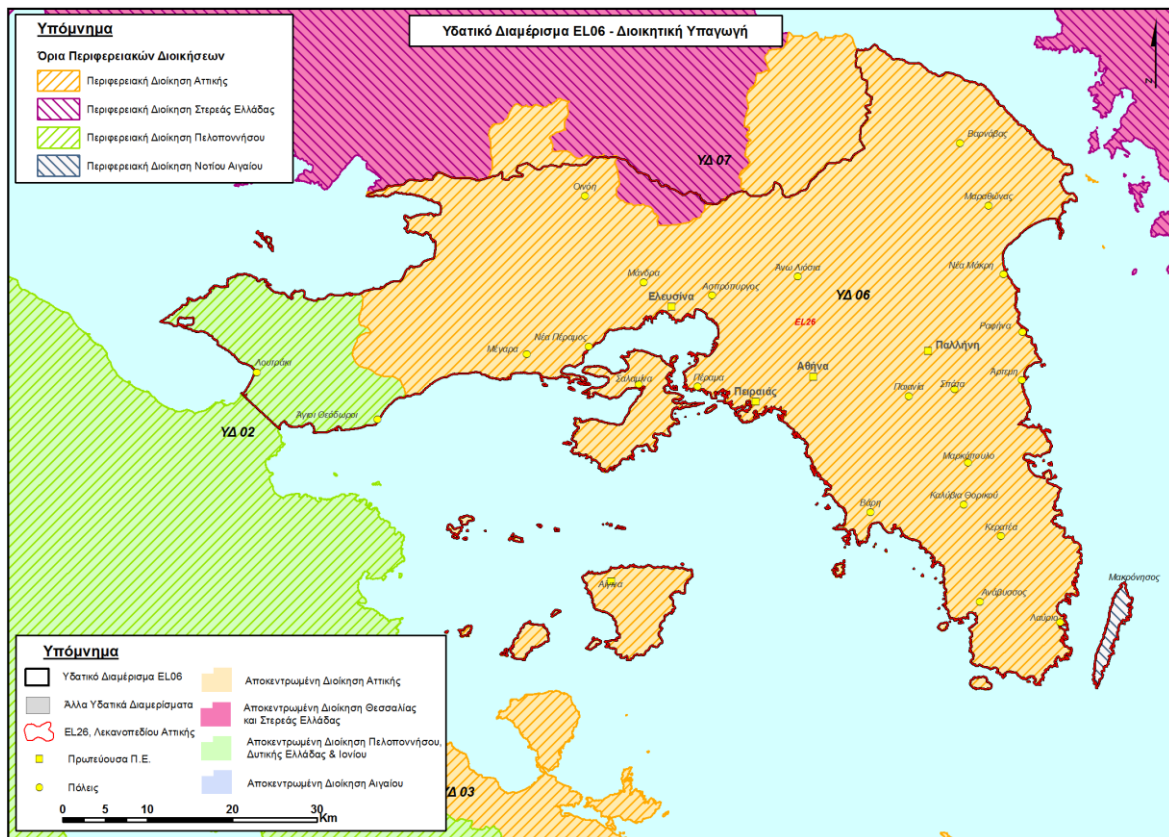 Υδατικό Διαμέρισμα EL06 - Διοικητική Υπαγωγή
Υπόμνημα
Όρια Περιφερειακών Διοικήσεων
Περιφερειακή Διοίκηση Αττικής
Περιφερειακή Διοίκηση Στερεάς Ελλάδας
Περιφερειακή Διοίκηση Πελοποννήσου
Περιφερειακή Διοίκηση Νοτίου Αιγαίου
Z
Βαρνάβας
ΥΔ 07
Οινόη
Μαραθώνας
Νέα Μάκρη
Μάνδρα
Άνω Λιόσια
Ασπρόπυργος
ΥΔ 06
Ελευσίνα
EL26
Ραφήνα
Νέα Πέραμος
Μέγαρα
Παλλήνη
Λουτράκι
Σαλαμίνα
Πέραμα
Αθήνα
Άρτεμη
Παιανία
Σπάτα
Πειραιάς
Άγιοι Θεόδωροι
ΥΔ 02
Μαρκόπουλο
Βάρη
Καλύβια Θορικού
Κερατέα
Αίγινα
Μακρόνησος
Ανάβυσσος
Λαύριο
Υπόμνημα
Υδατικό Διαμέρισμα EL06
Άλλα Υδατικά Διαμερίσματα
EL26, Λεκανοπεδίου Αττικής
Πρωτεύουσα Π.Ε.
Πόλεις
Αποκεντρωμένη Διοίκηση Αττικής
Αποκεντρωμένη Διοίκηση Θεσσαλίας
και Στερεάς Ελλάδας
Αποκεντρωμένη Διοίκηση Πελοποννήσου,
Δυτικής Ελλάδας & Ιονίου
Αποκεντρωμένη Διοίκηση Αιγαίου
0 5 10 20 30
Km
ΥΔ 03